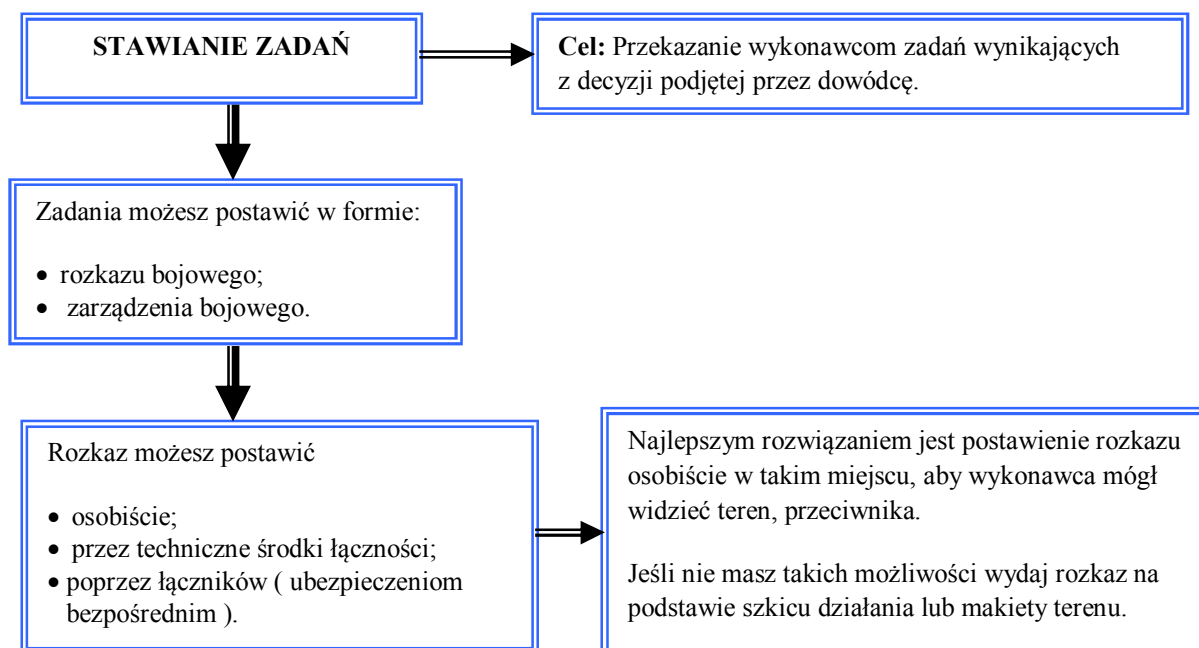 STAWIANIE ZADAŃ
Cel: Przekazanie wykonawcom zadań wynikających
z decyzji podjętej przez dowódcę.
Zadania możesz postawić w formie:
• rozkazu bojowego;
• zarządzenia bojowego.
Rozkaz możesz postawić
• osobiście;
• przez techniczne środki łączności;
• poprzez łączników ( ubezpieczeniom
bezpośrednim ).
Najlepszym rozwiązaniem jest postawienie rozkazu
osobiście w takim miejscu, aby wykonawca mógł
widzieć teren, przeciwnika.
Jeśli nie masz takich możliwości wydaj rozkaz na
podstawie szkicu działania lub makiety terenu.